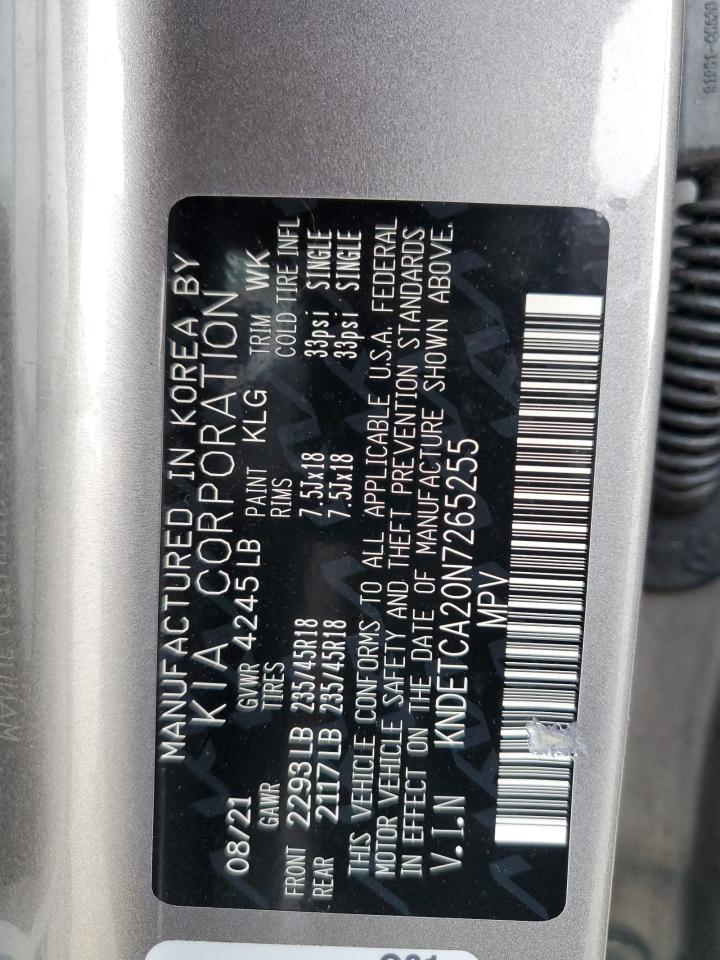 MANUFACTURED IN KOREA BY
KIA CORPORATION
08/21 GVWR 4245LB PAINT KLG TRIM WK
GAWR TIRES RIMS COLD TIRE INFL
FRONT 2293LB 235/45R18 7.5Jx18 33psi SINGLE
REAR 2117LB 235/45R18 7.5Jx18 33psi SINGLE
THIS VEHICLE CONFORMS TO ALL APPLICABLE U.S.A. FEDERAL
MOTOR VEHICLE SAFETY AND THEFT PREVENTION STANDARDS
IN EFFECT ON THE DATE OF MANUFACTURE SHOWN ABOVE.
V.I.N KNDETCA20N7265255
MPV